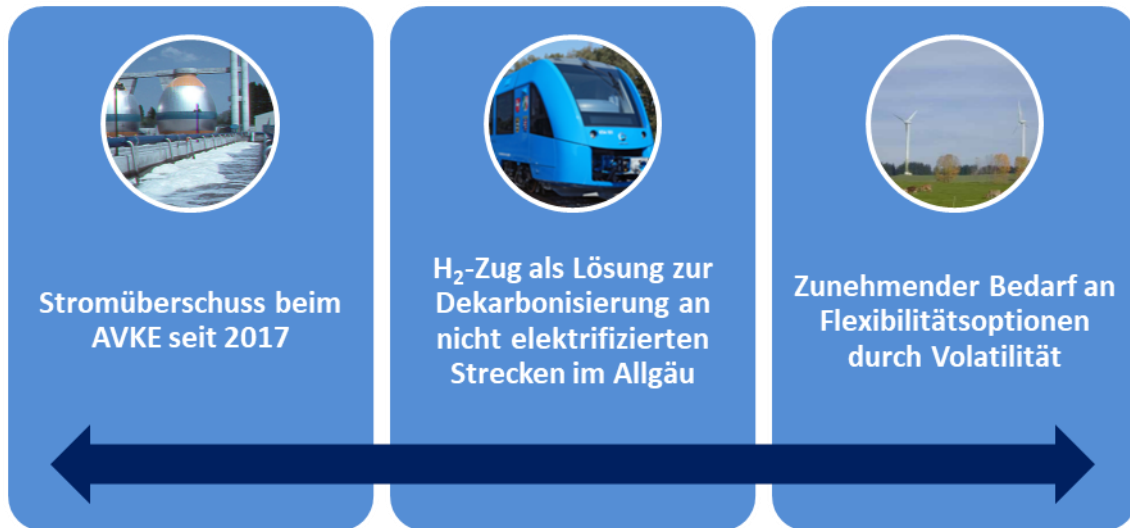 Stromüberschuss beim
AVKE seit 2017
H₂-Zug als Lösung zur
Dekarbonisierung an
nicht elektrifizierten
Strecken im Allgäu
Zunehmender Bedarf an
Flexibilitätsoptionen
durch Volatilität